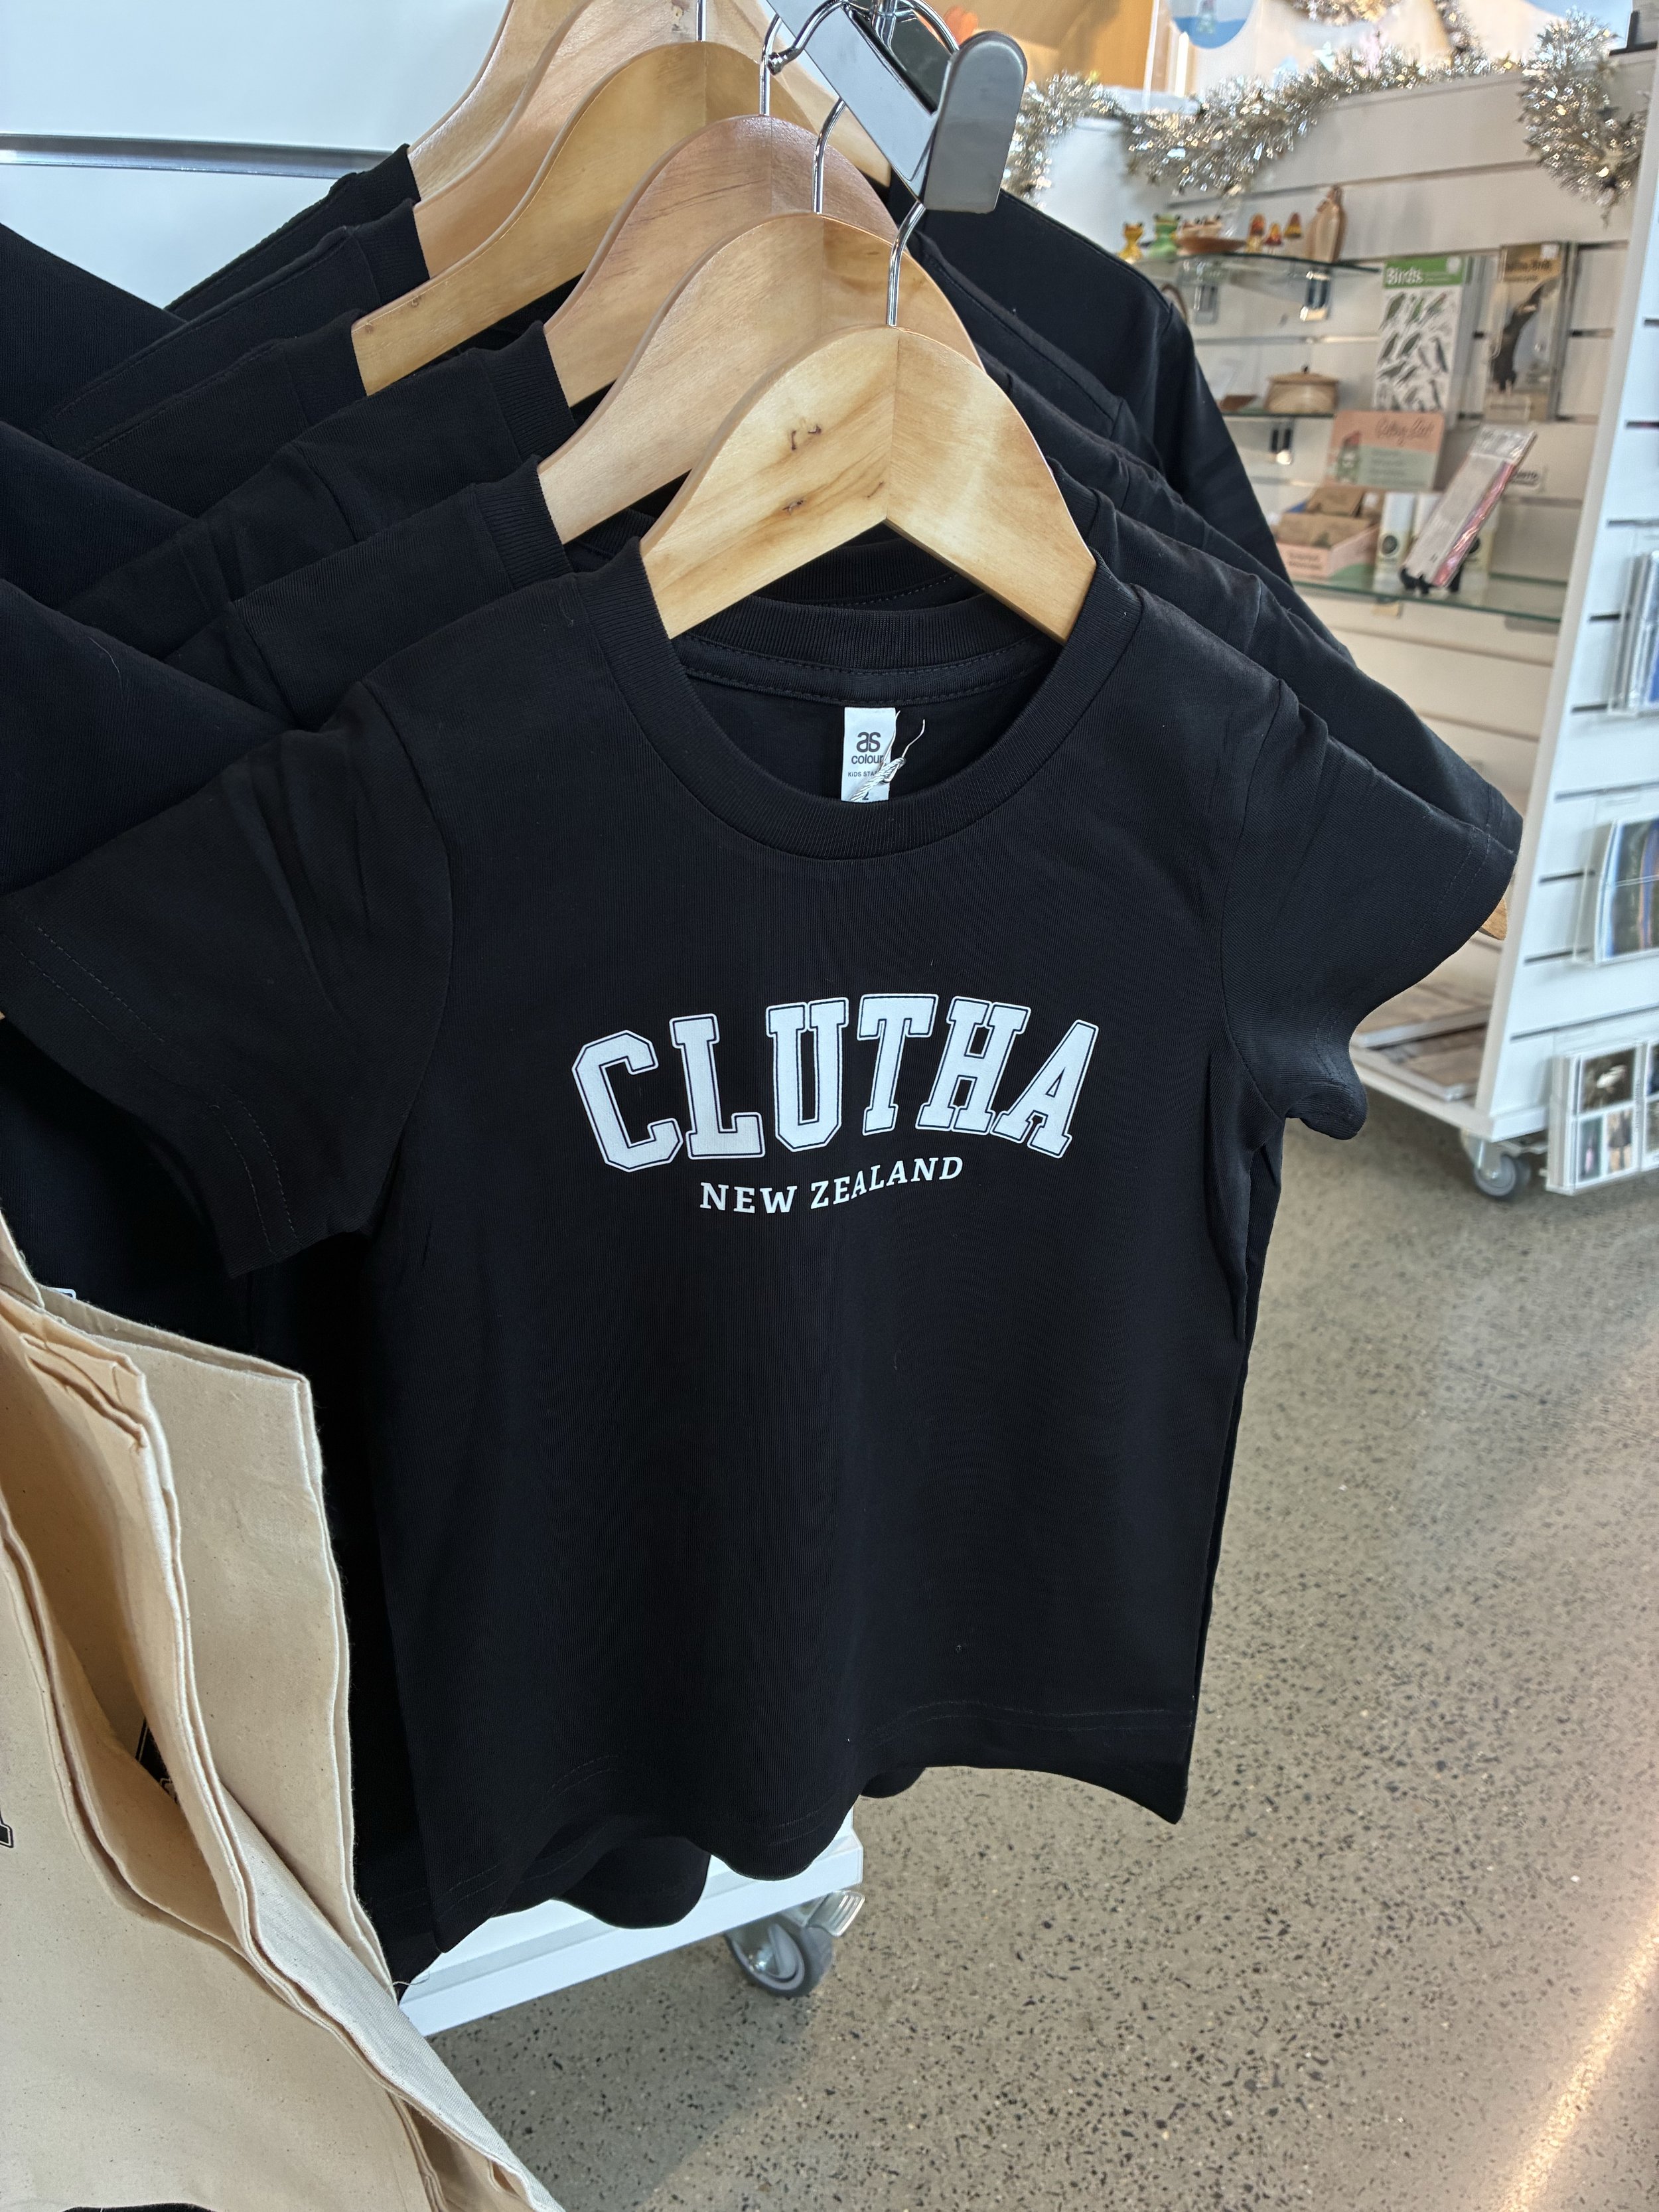 Birds
as
colour
CLUTHA
NEW ZEALAND